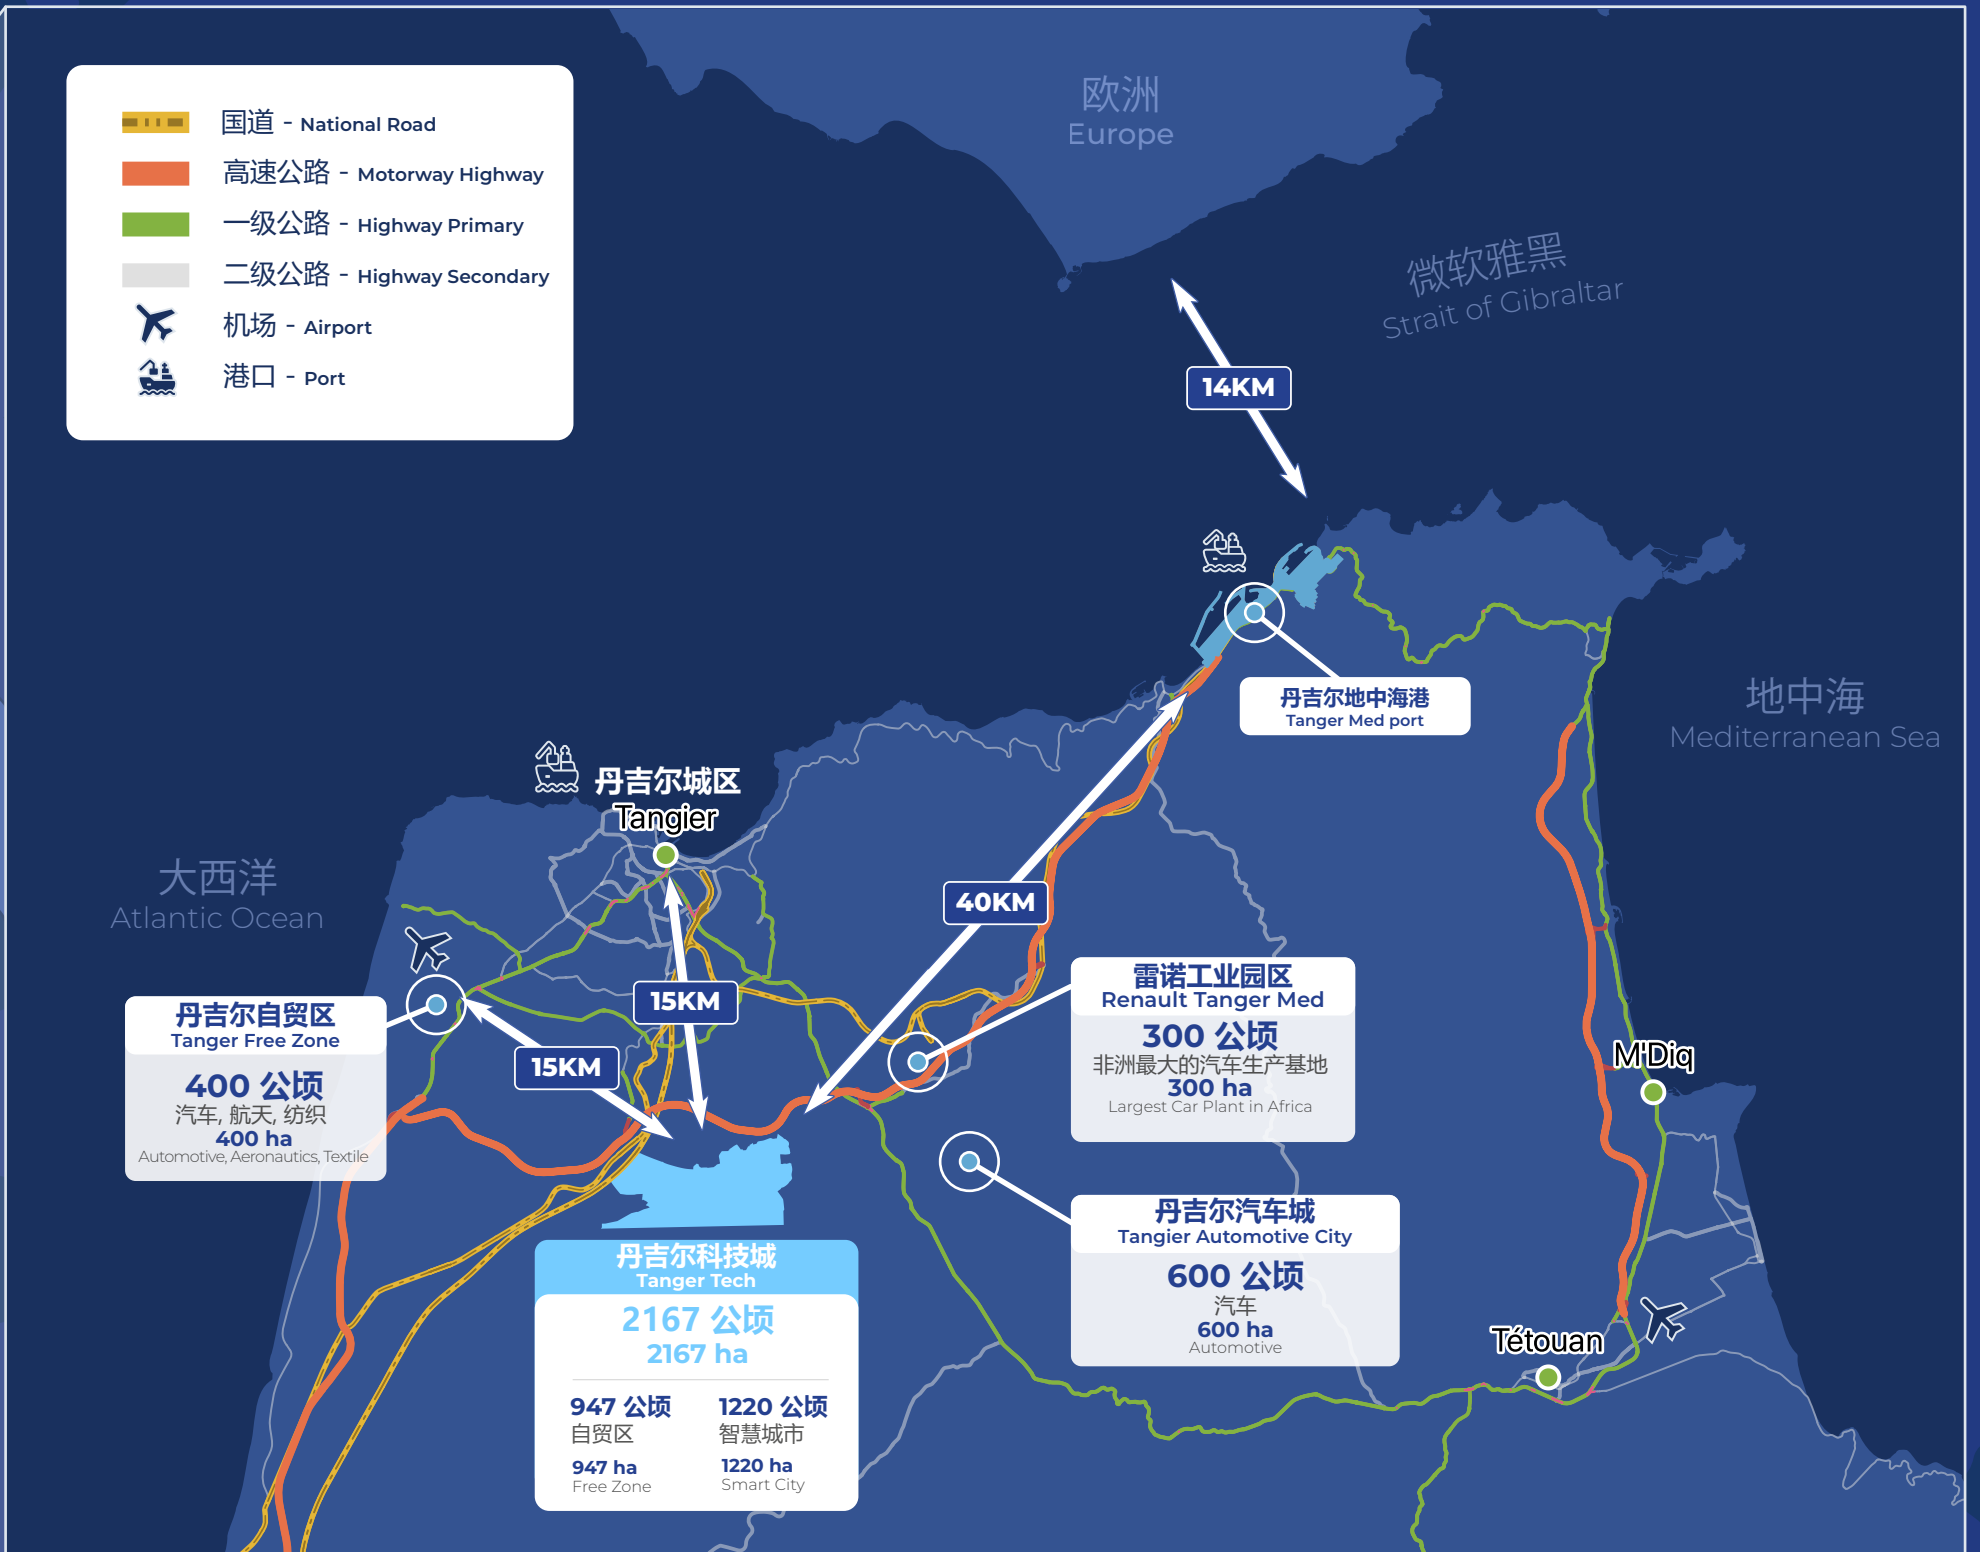 国道 - National Road
高速公路 - Motorway Highway
一级公路 - Highway Primary
二级公路 - Highway Secondary
机场 - Airport
港口 - Port
欧洲
Europe
微软雅黑
Strait of Gibraltar
14KM
丹吉尔地中海港
Tanger Med port
地中海
Mediterranean Sea
丹吉尔城区
Tangier
大西洋
Atlantic Ocean
40KM
15KM
15KM
丹吉尔自贸区
Tanger Free Zone
400 公顷
汽车, 航天, 纺织
400 ha
Automotive, Aeronautics, Textile
雷诺工业园区
Renault Tanger Med
300 公顷
非洲最大的汽车生产基地
300 ha
Largest Car Plant in Africa
M'Diq
丹吉尔汽车城
Tangier Automotive City
600 公顷
汽车
600 ha
Automotive
Tétouan
丹吉尔科技城
Tanger Tech
2167 公顷
2167 ha
947 公顷
自贸区
947 ha
Free Zone
1220 公顷
智慧城市
1220 ha
Smart City